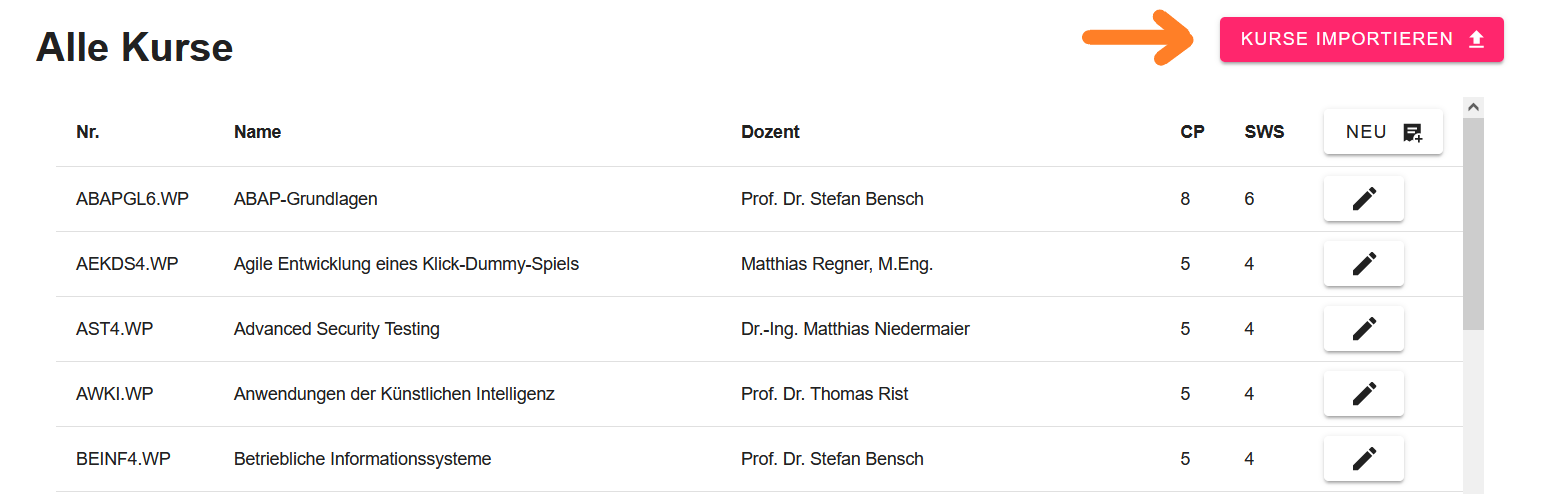 Alle Kurse
KURSE IMPORTIEREN
Nr. Name Dozent CP SWS NEU
ABAPGL6.WP ABAP-Grundlagen Prof. Dr. Stefan Bensch 8 6
AEKDS4.WP Agile Entwicklung eines Klick-Dummy-Spiels Matthias Regner, M.Eng. 5 4
AST4.WP Advanced Security Testing Dr.-Ing. Matthias Niedermaier 5 4
AWKI.WP Anwendungen der Künstlichen Intelligenz Prof. Dr. Thomas Rist 5 4
BEINF4.WP Betriebliche Informationssysteme Prof. Dr. Stefan Bensch 5 4